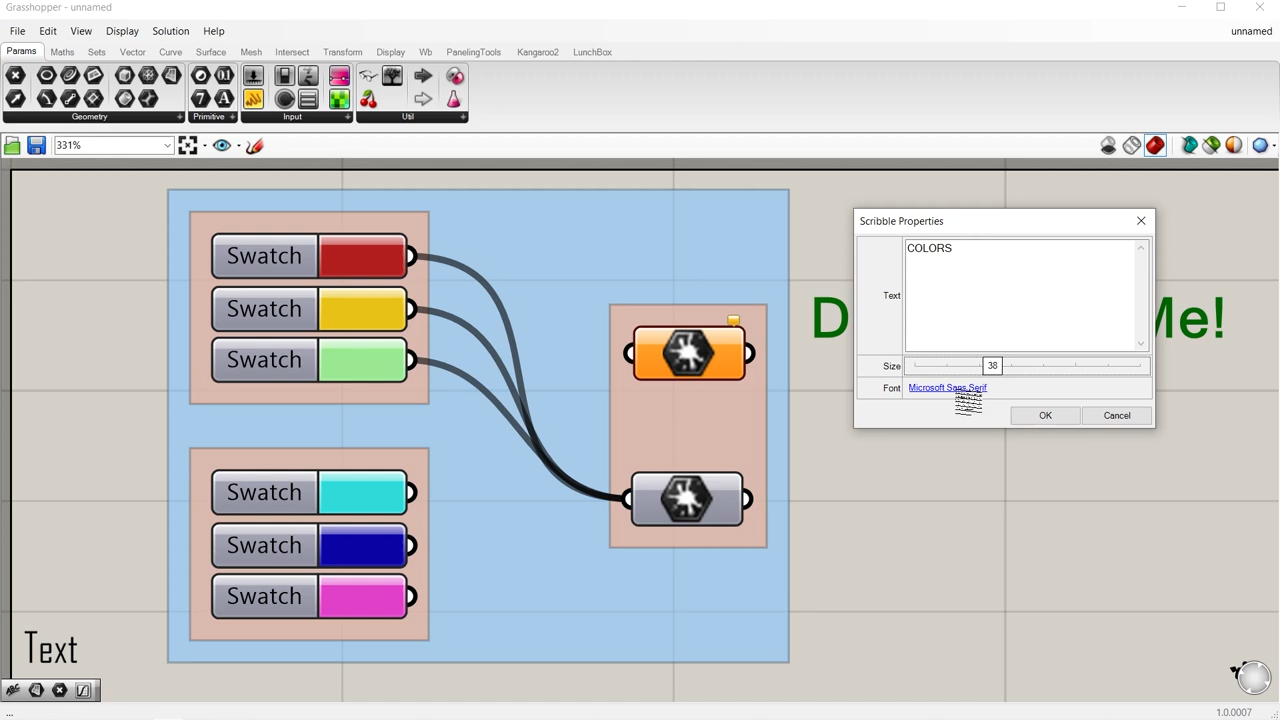 Grasshopper - unnamed
File Edit View Display Solution Help unnamed
Params Maths Sets Vector Curve Surface Mesh Intersect Transform Display Wb PanelingTools Kangaroo2 LunchBox
Geometry Primitive Input Util
331%
Scribble Properties
Text COLORS
Size 38
Font Microsoft Sans Serif
OK Cancel
Me!
Swatch
Swatch
Swatch
Swatch
Swatch
Swatch
Text
...
1.0.0007